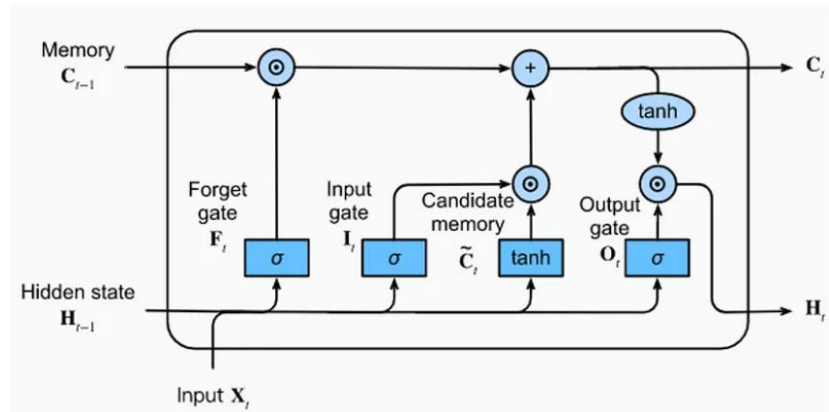 Memory
C_{t-1}
⊙
+
C_t
tanh
Forget
gate
F_t
Input
gate
I_t
⊙
Candidate
memory
C̃_t
Output
gate
O_t
⊙
σ
σ
tanh
σ
Hidden state
H_{t-1}
H_t
Input X_t